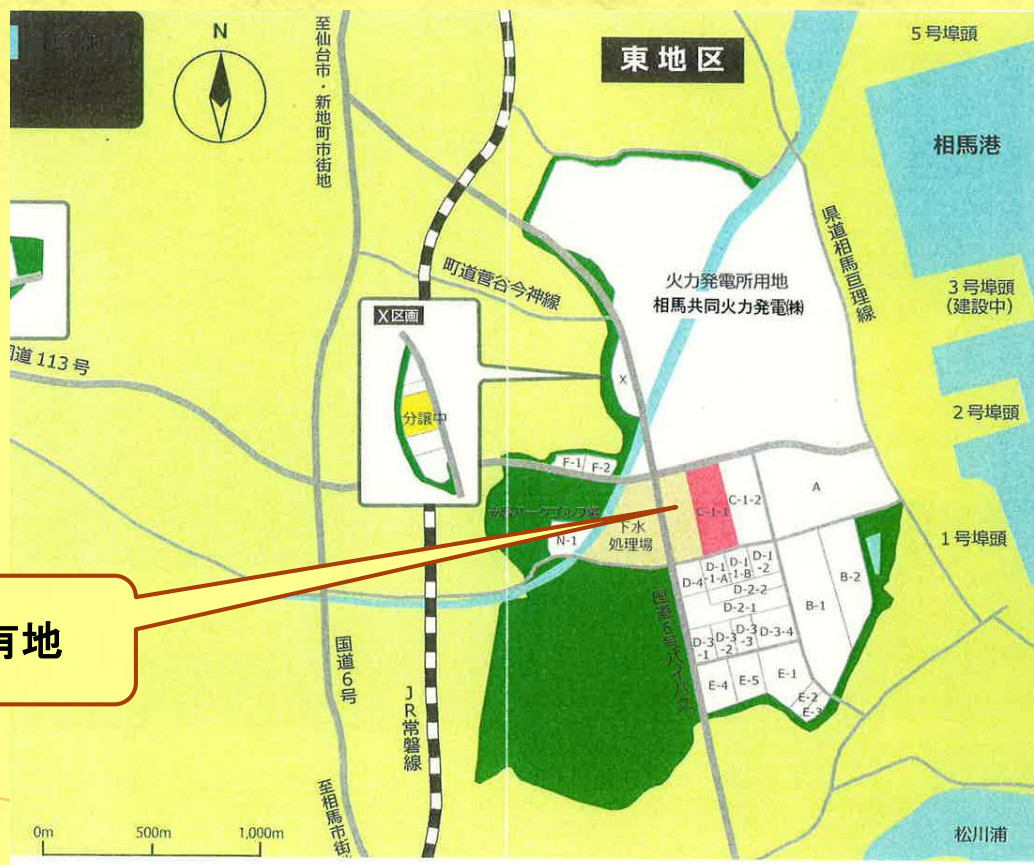 N
東地区
5号埠頭
至仙台市・新地町市街地
相馬港
県道相馬亘理線
火力発電所用地
相馬共同火力発電㈱
町道菅谷今神線
3号埠頭
(建設中)
X区画
分譲中
X
道113号
2号埠頭
F-1
F-2
C-1-1
C-1-2
A
N-1
下水
処理場
1号埠頭
D-4
D-1
-1-A
D-1
-1-B
D-1
-2
D-2-2
D-2-1
D-3
-1
D-3
-2
D-3
-3
D-3-4
B-1
B-2
E-4
E-5
E-1
E-2
E-3
有地
国道6号
JR常磐線
国道6号バイパス
至相馬市街
松川浦
0m
500m
1,000m